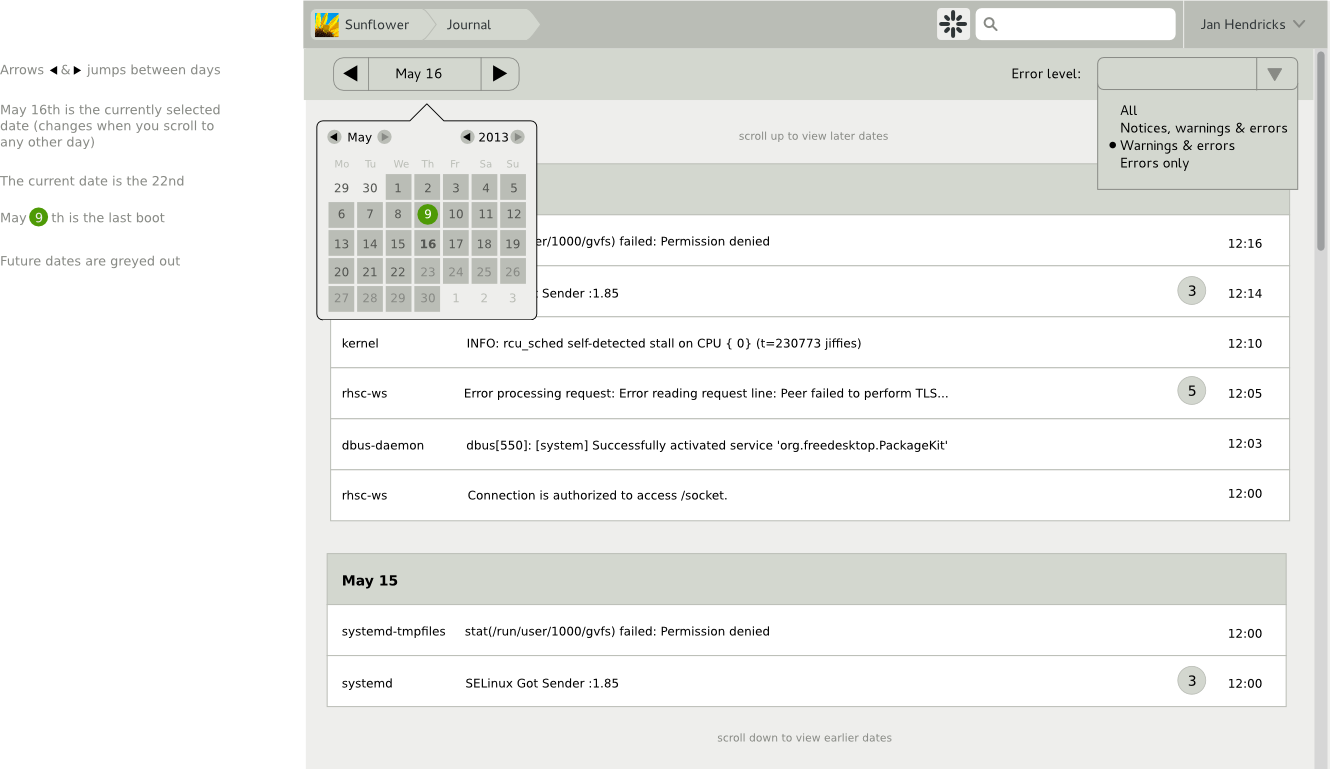 Sunflower Journal Jan Hendricks
Arrows ◀ & ▶ jumps between days
May 16th is the currently selected
date (changes when you scroll to
any other day)
The current date is the 22nd
May 9 th is the last boot
Future dates are greyed out
◀ May 16 ▶ Error level:
All
Notices, warnings & errors
● Warnings & errors
Errors only
◀ May ▶ ◀ 2013 ▶
Mo Tu We Th Fr Sa Su
29 30 1 2 3 4 5
6 7 8 9 10 11 12
13 14 15 16 17 18 19
20 21 22 23 24 25 26
27 28 29 30 1 2 3
scroll up to view later dates
er/1000/gvfs) failed: Permission denied 12:16
Sender :1.85 3 12:14
kernel INFO: rcu_sched self-detected stall on CPU { 0} (t=230773 jiffies) 12:10
rhsc-ws Error processing request: Error reading request line: Peer failed to perform TLS... 5 12:05
dbus-daemon dbus[550]: [system] Successfully activated service 'org.freedesktop.PackageKit' 12:03
rhsc-ws Connection is authorized to access /socket. 12:00
May 15
systemd-tmpfiles stat(/run/user/1000/gvfs) failed: Permission denied 12:00
systemd SELinux Got Sender :1.85 3 12:00
scroll down to view earlier dates